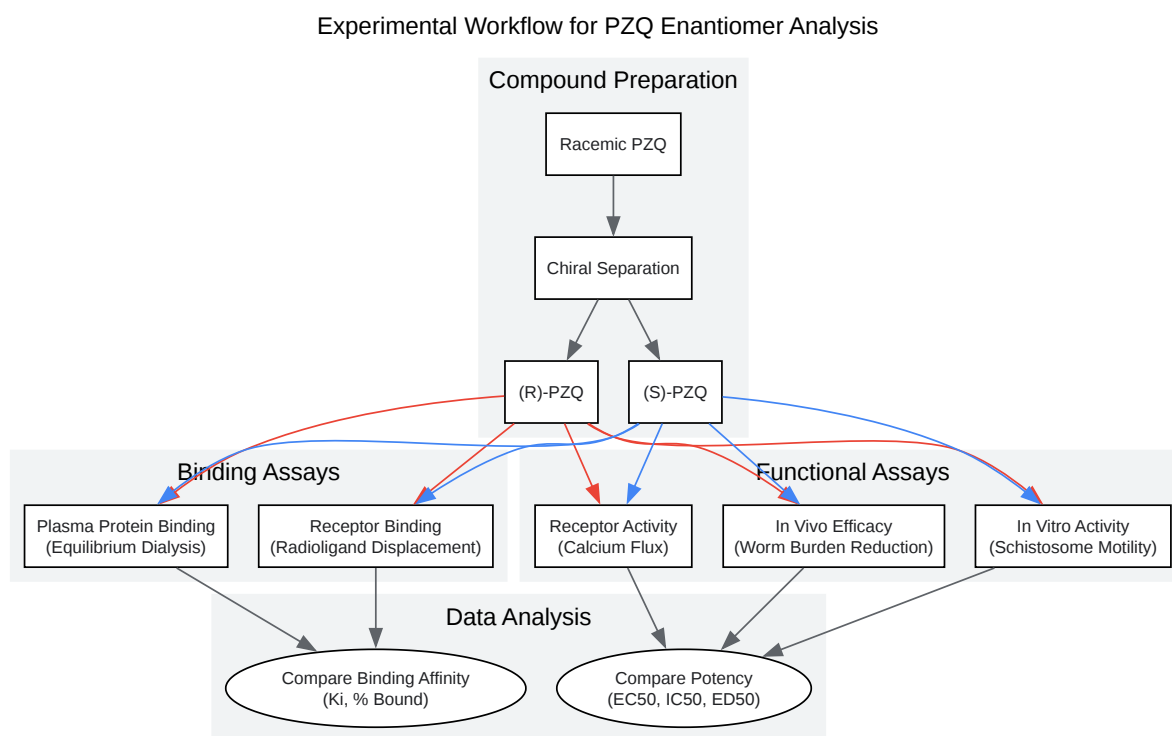 Experimental Workflow for PZQ Enantiomer Analysis
Compound Preparation
Racemic PZQ
Chiral Separation
(R)-PZQ
(S)-PZQ
Binding Assays
Functional Assays
Plasma Protein Binding
(Equilibrium Dialysis)
Receptor Binding
(Radioligand Displacement)
Receptor Activity
(Calcium Flux)
In Vivo Efficacy
(Worm Burden Reduction)
In Vitro Activity
(Schistosome Motility)
Data Analysis
Compare Binding Affinity
(Ki, % Bound)
Compare Potency
(EC50, IC50, ED50)